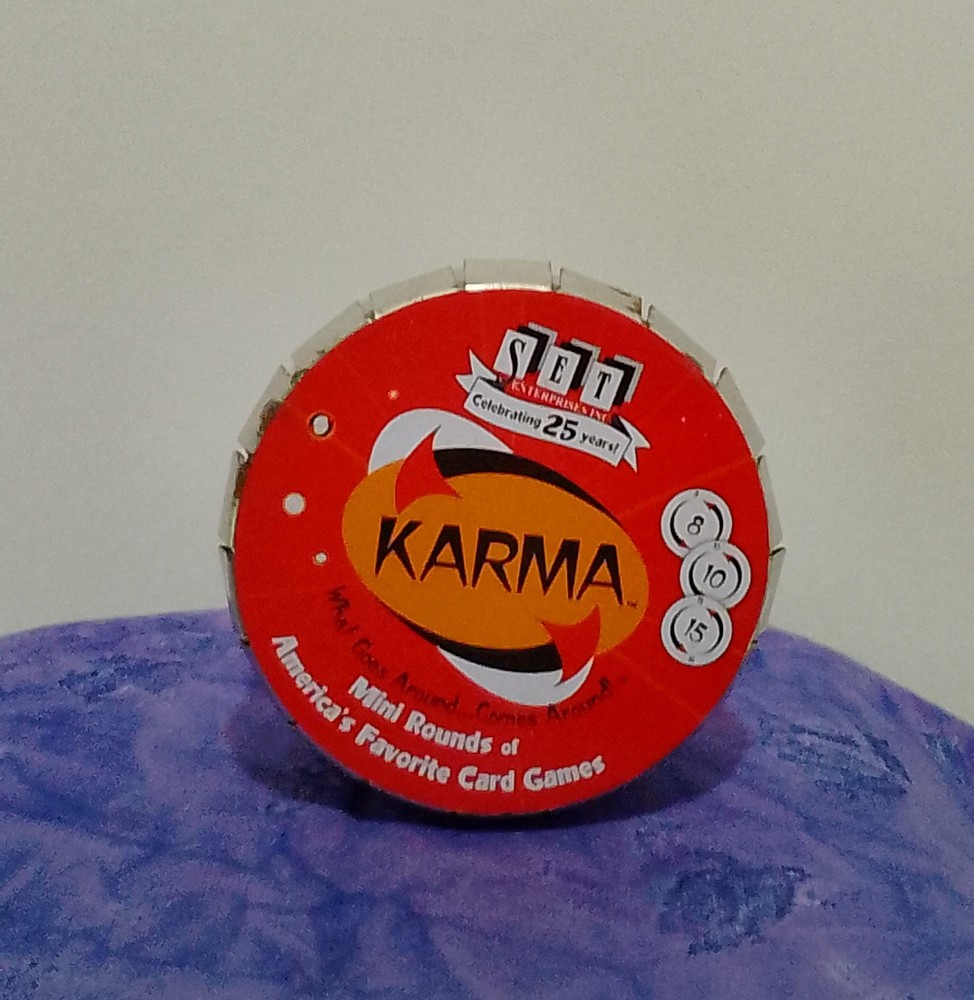 SET
ENTERPRISES INC.
Celebrating 25 years!
KARMA™
8
10
15
What Goes Around...Comes Around!
Mini Rounds of
America's Favorite Card Games